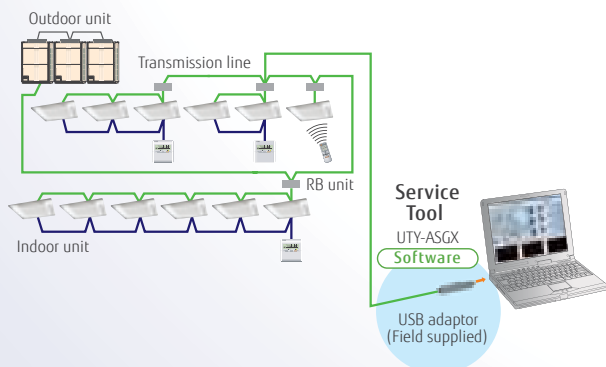 Outdoor unit
Transmission line
RB unit
Indoor unit
Service
Tool
UTY-ASGX
Software
USB adaptor
(Field supplied)